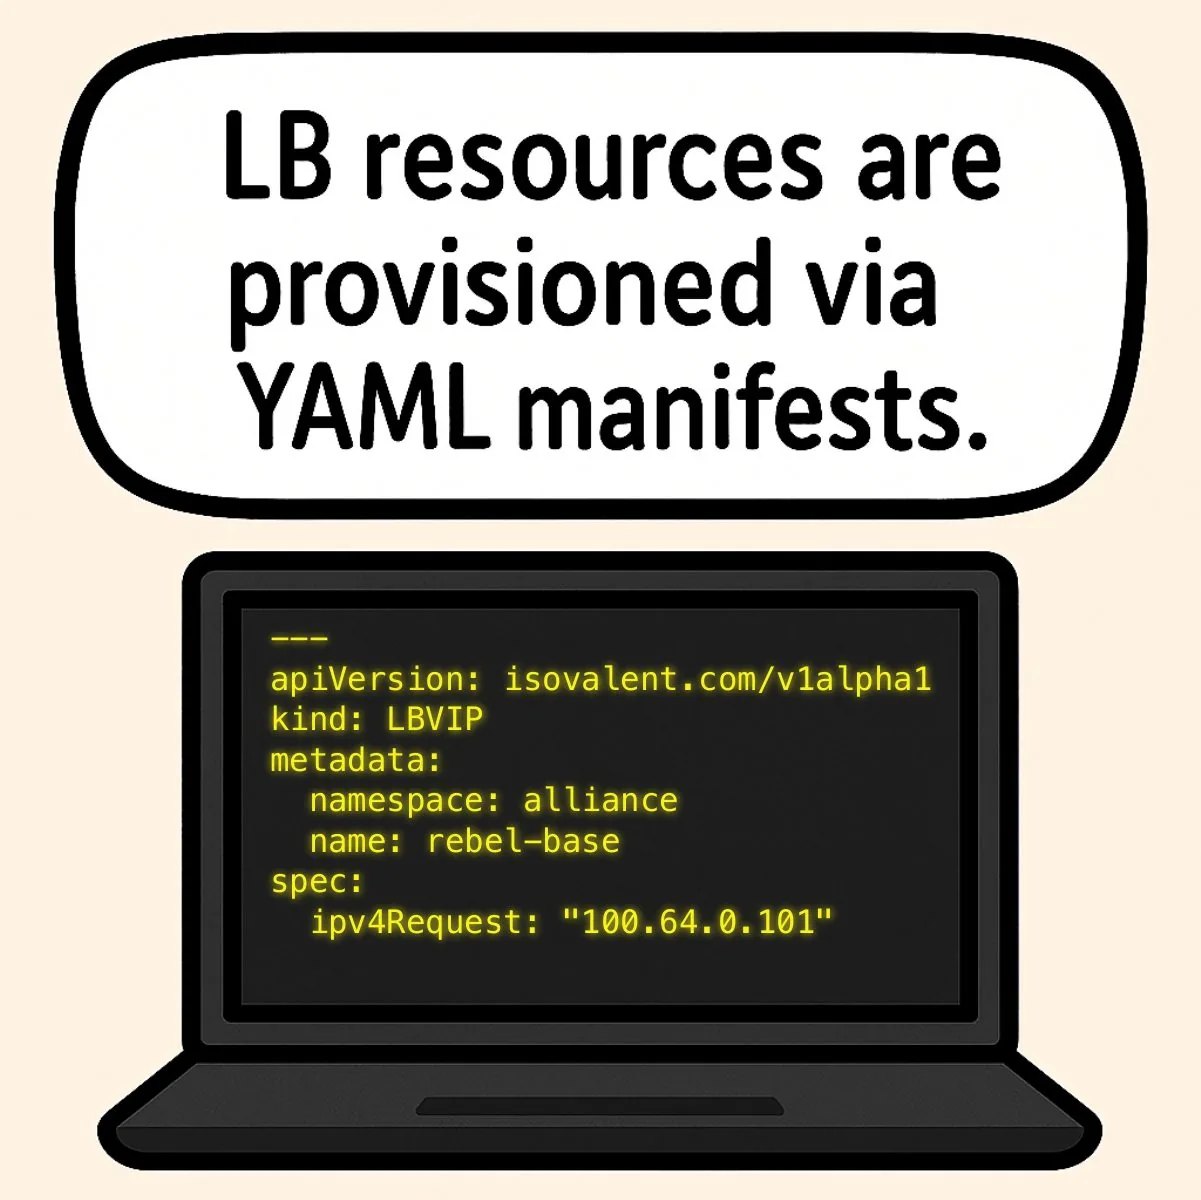 LB resources are
provisioned via
YAML manifests.
---
apiVersion: isovalent.com/v1alpha1
kind: LBVIP
metadata:
  namespace: alliance
  name: rebel-base
spec:
  ipv4Request: "100.64.0.101"